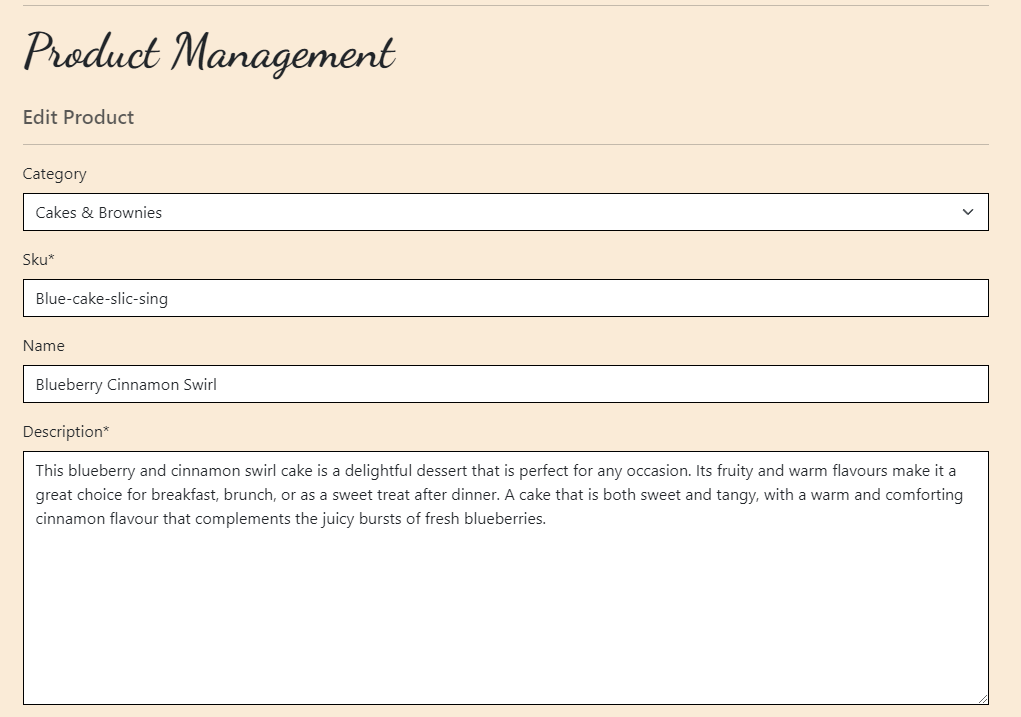 Product Management
Edit Product
Category
Cakes & Brownies
Sku*
Blue-cake-slic-sing
Name
Blueberry Cinnamon Swirl
Description*
This blueberry and cinnamon swirl cake is a delightful dessert that is perfect for any occasion. Its fruity and warm flavours make it a
great choice for breakfast, brunch, or as a sweet treat after dinner. A cake that is both sweet and tangy, with a warm and comforting
cinnamon flavour that complements the juicy bursts of fresh blueberries.